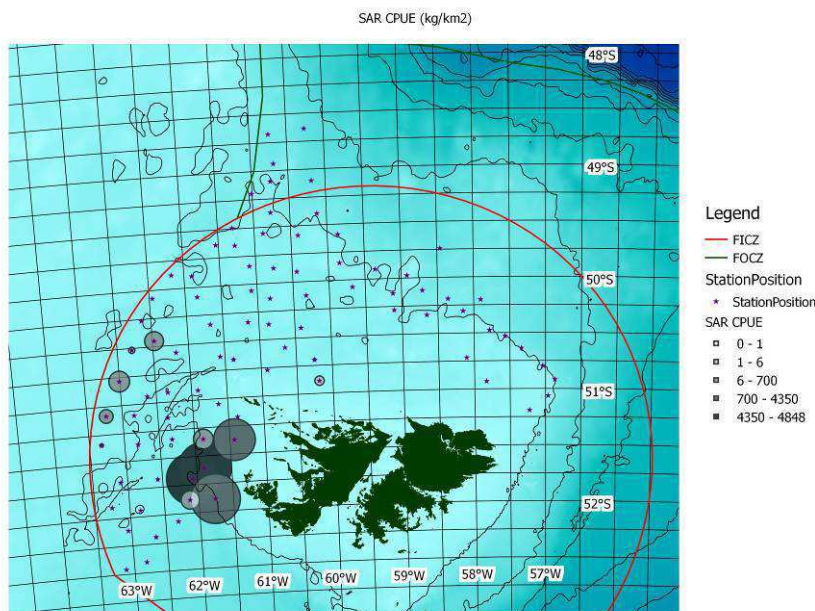 SAR CPUE (kg/km2)
48°S
49°S
50°S
51°S
52°S
63°W 62°W 61°W 60°W 59°W 58°W 57°W
Legend
FICZ
FOCZ
StationPosition
StationPosition
SAR CPUE
0 - 1
1 - 6
6 - 700
700 - 4350
4350 - 4848